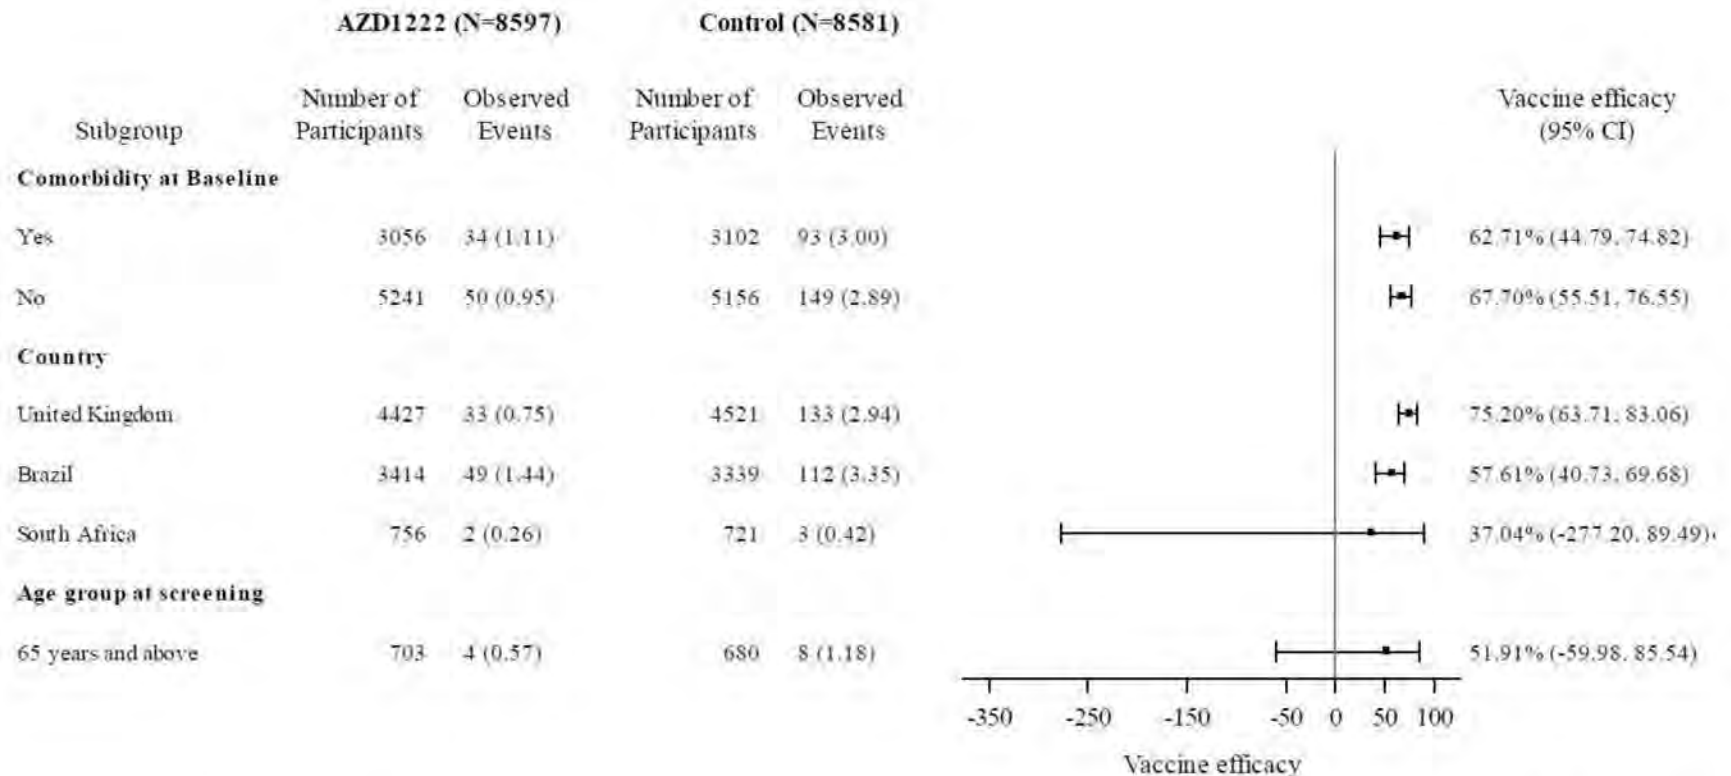 AZD1222 (N=8597) Control (N=8581)
Number of Observed Number of Observed Vaccine efficacy
Subgroup Participants Events Participants Events (95% CI)
Comorbidity at Baseline
Yes 3056 34 (1.11) 3102 93 (3.00) 62.71% (44.79, 74.82)
No 5241 50 (0.95) 5156 149 (2.89) 67.70% (55.51, 76.55)
Country
United Kingdom 4427 33 (0.75) 4521 133 (2.94) 75.20% (63.71, 83.06)
Brazil 3414 49 (1.44) 3339 112 (3.35) 57.61% (40.73, 69.68)
South Africa 756 2 (0.26) 721 3 (0.42) 37.04% (-277.20, 89.49)
Age group at screening
65 years and above 703 4 (0.57) 680 8 (1.18) 51.91% (-59.98, 85.54)
-350 -250 -150 -50 0 50 100
Vaccine efficacy